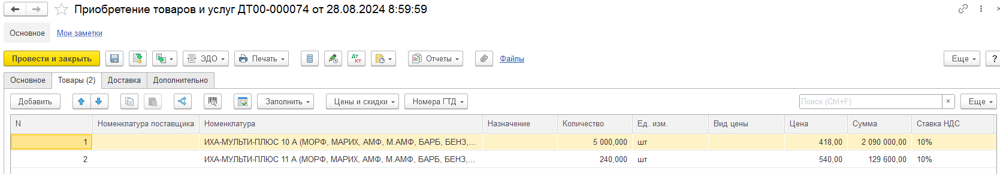 Приобретение товаров и услуг ДТ00-000074 от 28.08.2024 8:59:59
Основное Мои заметки
Провести и закрыть ЭДО Печать Дт Кт Отчеты Файлы Еще ?
Основное Товары (2) Доставка Дополнительно
Добавить Заполнить Цены и скидки Номера ГТД Поиск (Ctrl+F) × Еще
N Номенклатура поставщика Номенклатура Назначение Количество Ед. изм. Вид цены Цена Сумма Ставка НДС
1 ИХА-МУЛЬТИ-ПЛЮС 10 А (МОРФ, МАРИХ, АМФ, М.АМФ, БАРБ, БЕНЗ,... 5 000,000 шт 418,00 2 090 000,00 10%
2 ИХА-МУЛЬТИ-ПЛЮС 11 А (МОРФ, МАРИХ, АМФ, М.АМФ, БАРБ, БЕНЗ,... 240,000 шт 540,00 129 600,00 10%